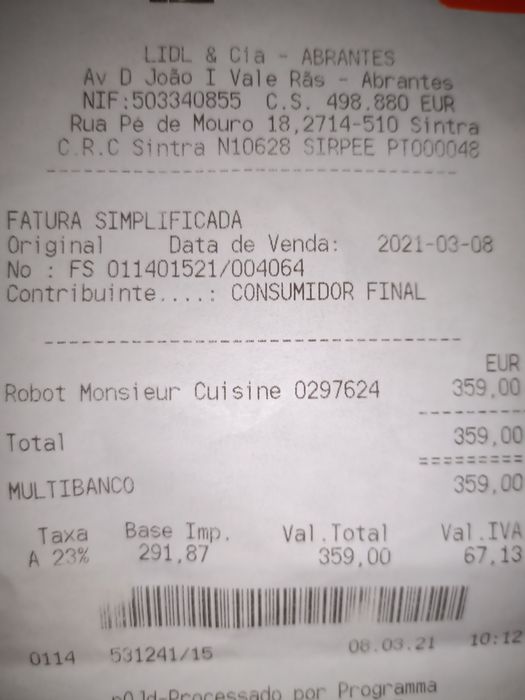 LIDL & Cia - ABRANTES
Av D João I Vale Rãs - Abrantes
NIF:503340855 C.S. 498.880 EUR
Rua Pé de Mouro 18,2714-510 Sintra
C.R.C Sintra N10628 SIRPEE PT000048
FATURA SIMPLIFICADA
Original Data de Venda: 2021-03-08
No : FS 011401521/004064
Contribuinte....: CONSUMIDOR FINAL
EUR
Robot Monsieur Cuisine 0297624 359,00
Total 359,00
MULTIBANCO 359,00
Taxa Base Imp. Val.Total Val.IVA
A 23% 291,87 359,00 67,13
0114 531241/15 08.03.21 10:12
-Processado por Programa